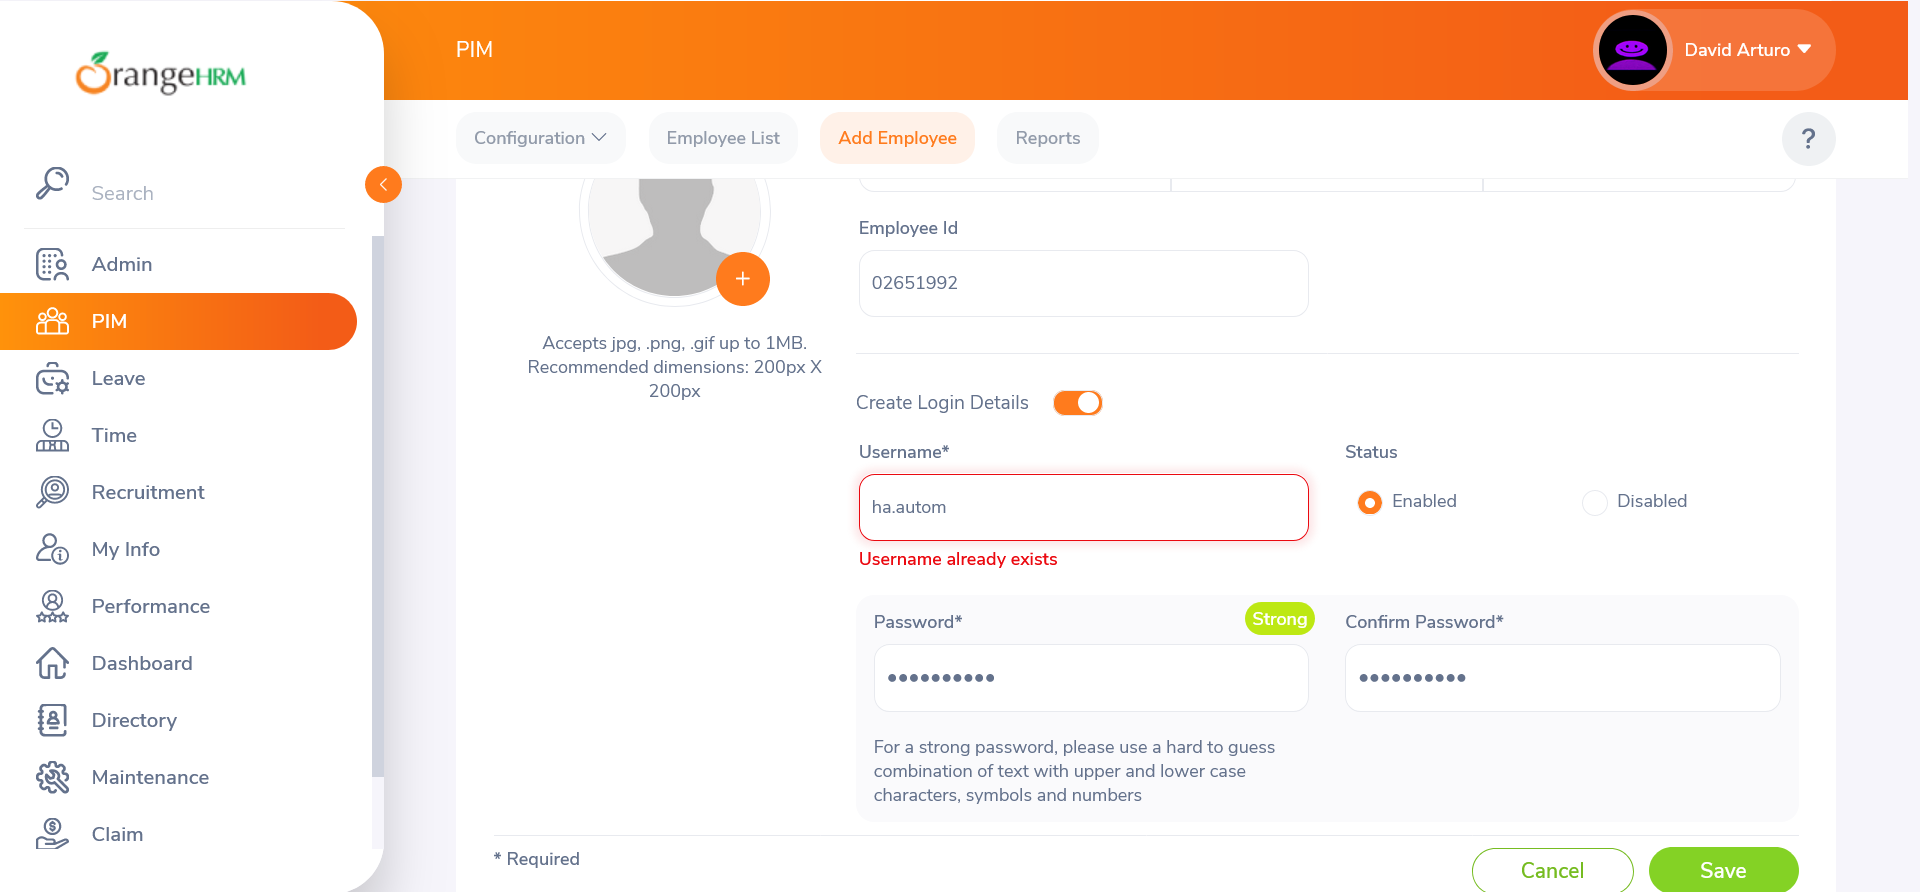 OrangeHRM
PIM
David Arturo
Search
Configuration
Employee List
Add Employee
Reports
?
Admin
PIM
Leave
Time
Recruitment
My Info
Performance
Dashboard
Directory
Maintenance
Claim
Accepts jpg, .png, .gif up to 1MB.
Recommended dimensions: 200px X
200px
Employee Id
02651992
Create Login Details
Username*
ha.autom
Username already exists
Status
Enabled
Disabled
Password*
Strong
••••••••••
Confirm Password*
••••••••••
For a strong password, please use a hard to guess
combination of text with upper and lower case
characters, symbols and numbers
* Required
Cancel
Save